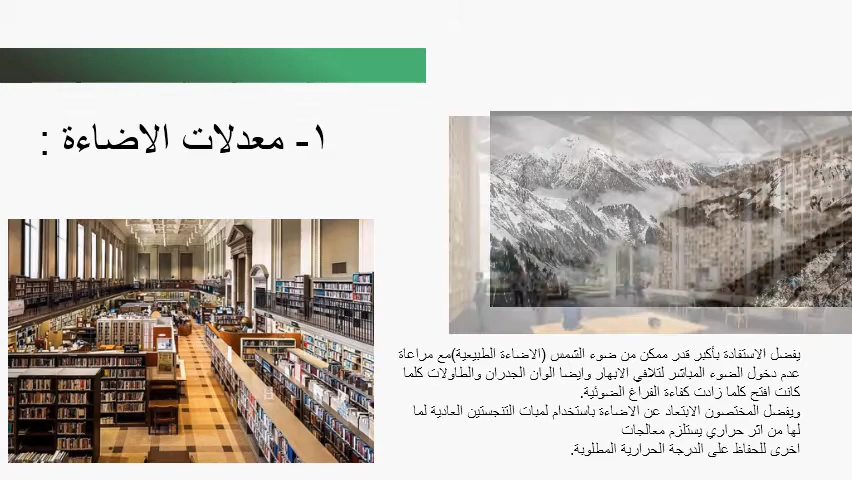 ١- معدلات الاضاءة :
يفضل الاستفادة بأكبر قدر ممكن من ضوء الشمس (الاضاءة الطبيعية)مع مراعاة
عدم دخول الضوء المباشر لتلافي الابهار وايضا الوان الجدران والطاولات كلما
كانت افتح كلما زادت كفاءة الفراغ الضوئية.
ويفضل المختصون الابتعاد عن الاضاءة باستخدام لمبات التنجستين العادية لما
لها من اثر حراري يستلزم معالجات
اخرى للحفاظ على الدرجة الحرارية المطلوبة.